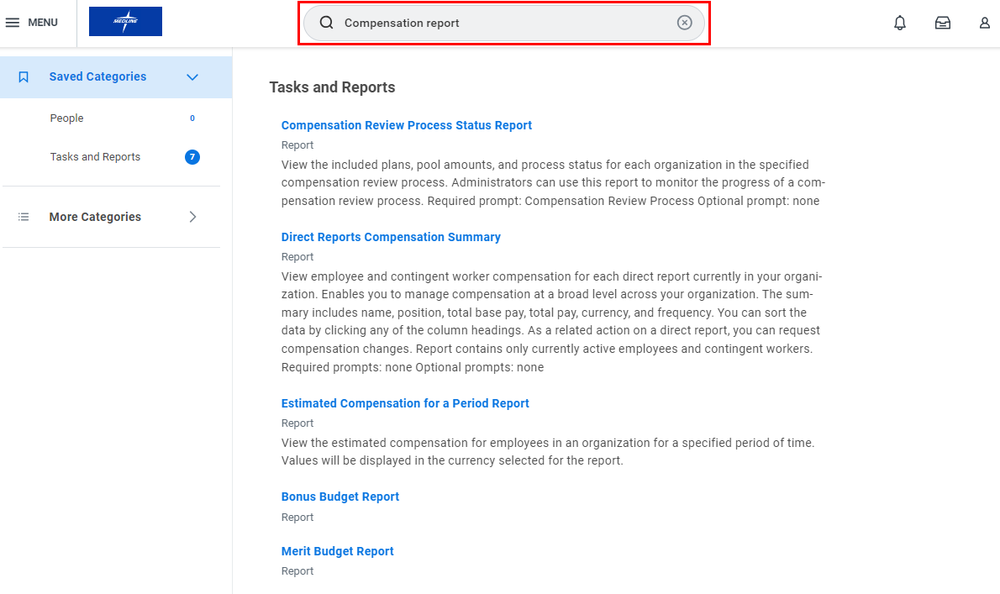 MENU
MEDLINE
Compensation report
Saved Categories
People 0
Tasks and Reports 7
More Categories
Tasks and Reports
Compensation Review Process Status Report
Report
View the included plans, pool amounts, and process status for each organization in the specified
compensation review process. Administrators can use this report to monitor the progress of a com-
pensation review process. Required prompt: Compensation Review Process Optional prompt: none
Direct Reports Compensation Summary
Report
View employee and contingent worker compensation for each direct report currently in your organi-
zation. Enables you to manage compensation at a broad level across your organization. The sum-
mary includes name, position, total base pay, total pay, currency, and frequency. You can sort the
data by clicking any of the column headings. As a related action on a direct report, you can request
compensation changes. Report contains only currently active employees and contingent workers.
Required prompts: none Optional prompts: none
Estimated Compensation for a Period Report
Report
View the estimated compensation for employees in an organization for a specified period of time.
Values will be displayed in the currency selected for the report.
Bonus Budget Report
Report
Merit Budget Report
Report